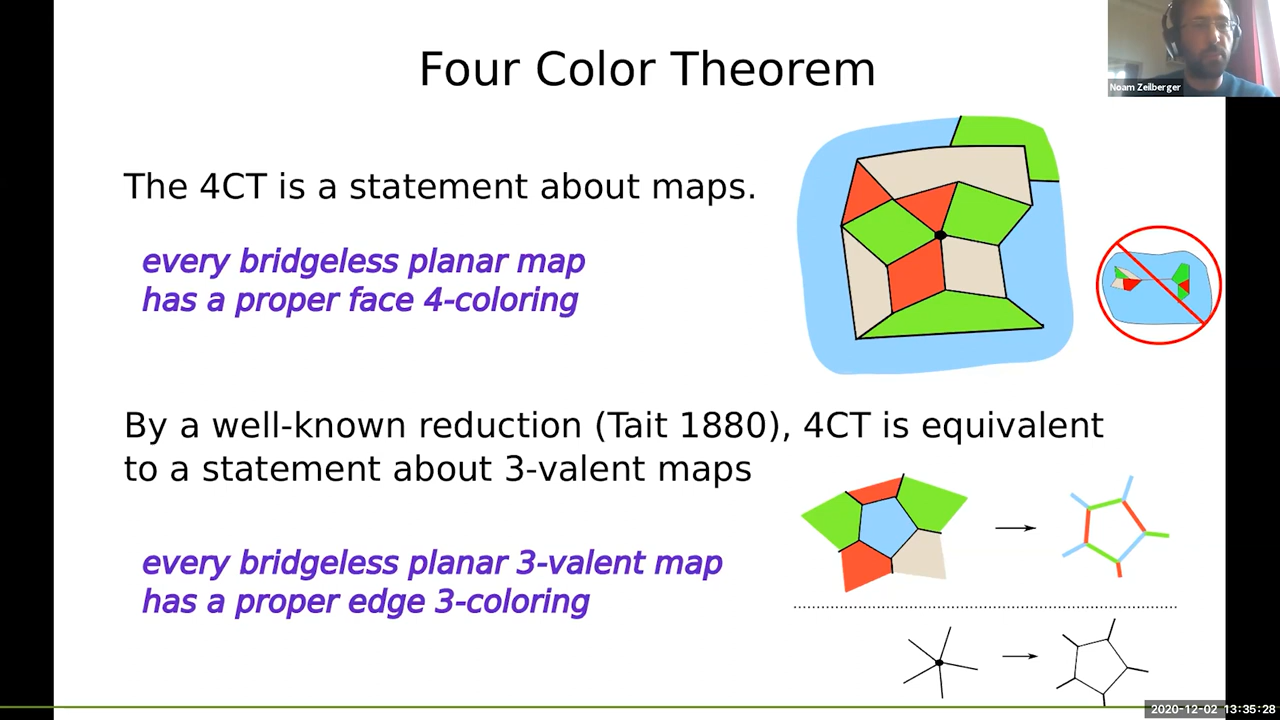 Four Color Theorem
Noam Zeilberger
The 4CT is a statement about maps.
every bridgeless planar map
has a proper face 4-coloring
By a well-known reduction (Tait 1880), 4CT is equivalent
to a statement about 3-valent maps
every bridgeless planar 3-valent map
has a proper edge 3-coloring
2020-12-02 13:35:28